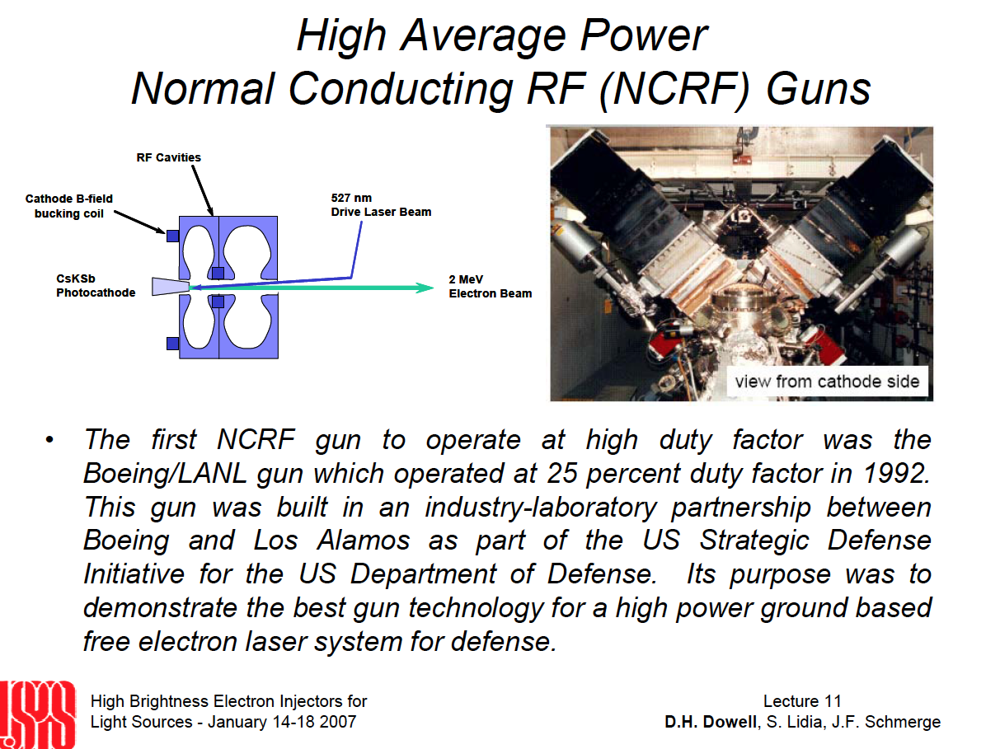 High Average Power
Normal Conducting RF (NCRF) Guns
RF Cavities
Cathode B-field
bucking coil
527 nm
Drive Laser Beam
CsKSb
Photocathode
2 MeV
Electron Beam
view from cathode side
• The first NCRF gun to operate at high duty factor was the
Boeing/LANL gun which operated at 25 percent duty factor in 1992.
This gun was built in an industry-laboratory partnership between
Boeing and Los Alamos as part of the US Strategic Defense
Initiative for the US Department of Defense. Its purpose was to
demonstrate the best gun technology for a high power ground based
free electron laser system for defense.
High Brightness Electron Injectors for
Light Sources - January 14-18 2007
Lecture 11
D.H. Dowell, S. Lidia, J.F. Schmerge